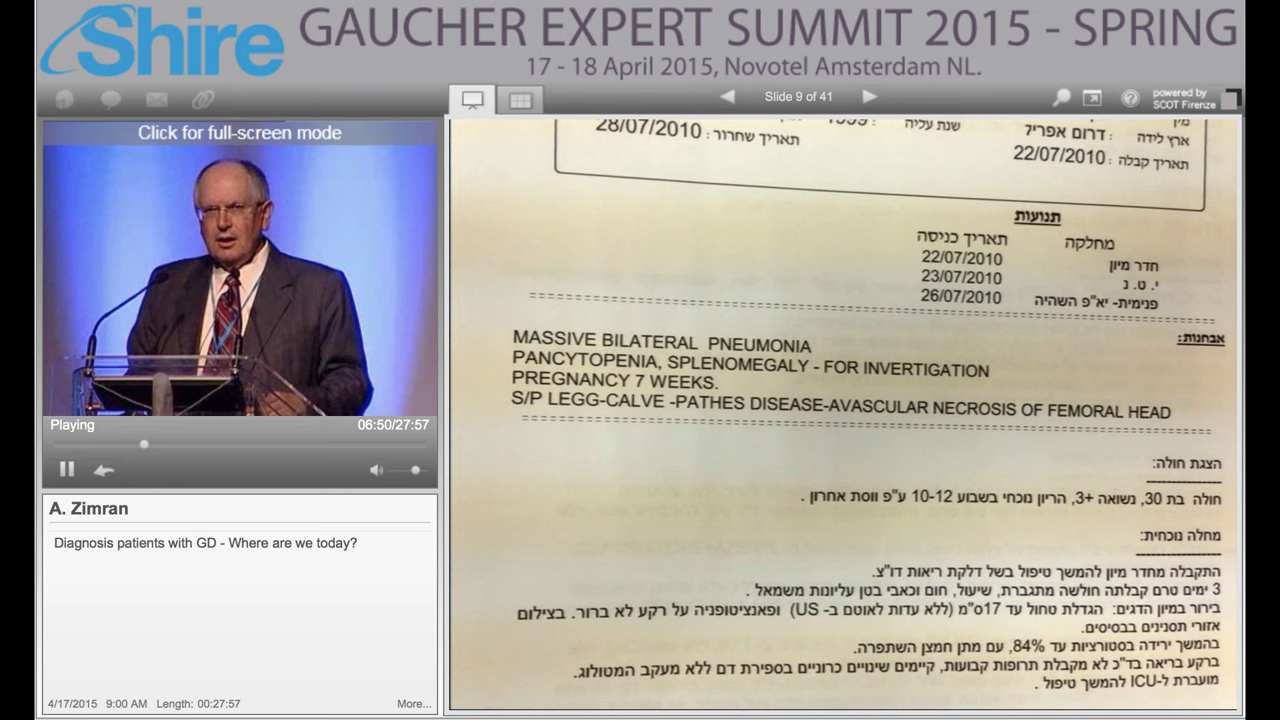 Shire
GAUCHER EXPERT SUMMIT 2015 - SPRING
17 - 18 April 2015, Novotel Amsterdam NL.
Slide 9 of 41
powered by
SCOT Firenze
Click for full-screen mode
Playing 06:50/27:57
A. Zimran
Diagnosis patients with GD - Where are we today?
4/17/2015 9:00 AM Length: 00:27:57 More...
מין
ארץ לידה : דרום אפריל שנת עליה : 1999
תאריך קבלה : 22/07/2010 תאריך שחרור : 28/07/2010
תנועות
מחלקה תאריך כניסה
חדר מיון 22/07/2010
י. ט. נ 23/07/2010
פנימית- יא"פ השהיה 26/07/2010
אבחנות:
MASSIVE BILATERAL PNEUMONIA
PANCYTOPENIA, SPLENOMEGALY - FOR INVERTIGATION
PREGNANCY 7 WEEKS.
S/P LEGG-CALVE -PATHES DISEASE-AVASCULAR NECROSIS OF FEMORAL HEAD
הצגת חולה:
חולה בת 30, נשואה +3, הריון נוכחי בשבוע 10-12 ע"פ ווסת אחרון .
מחלה נוכחית:
התקבלה מחדר מיון להמשך טיפול בשל דלקת ריאות דו"צ.
3 ימים טרם קבלתה חולשה מתגברת, שיעול, חום וכאבי בטן עליונות משמאל .
בירור במיון הדגים: הגדלת טחול עד 17ס"מ (ללא עדות לאוטם ב- US) ופאנציטופניה על רקע לא ברור. בצילום
אזורי תסנינים בבסיסים.
בהמשך ירידה בסטורציות עד 84%, עם מתן חמצן השתפרה.
ברקע בריאה בד"כ לא מקבלת תרופות קבועות, קיימים שינויים כרוניים בספירת דם ללא מעקב המטולוג.
מועברת ל-ICU להמשך טיפול .